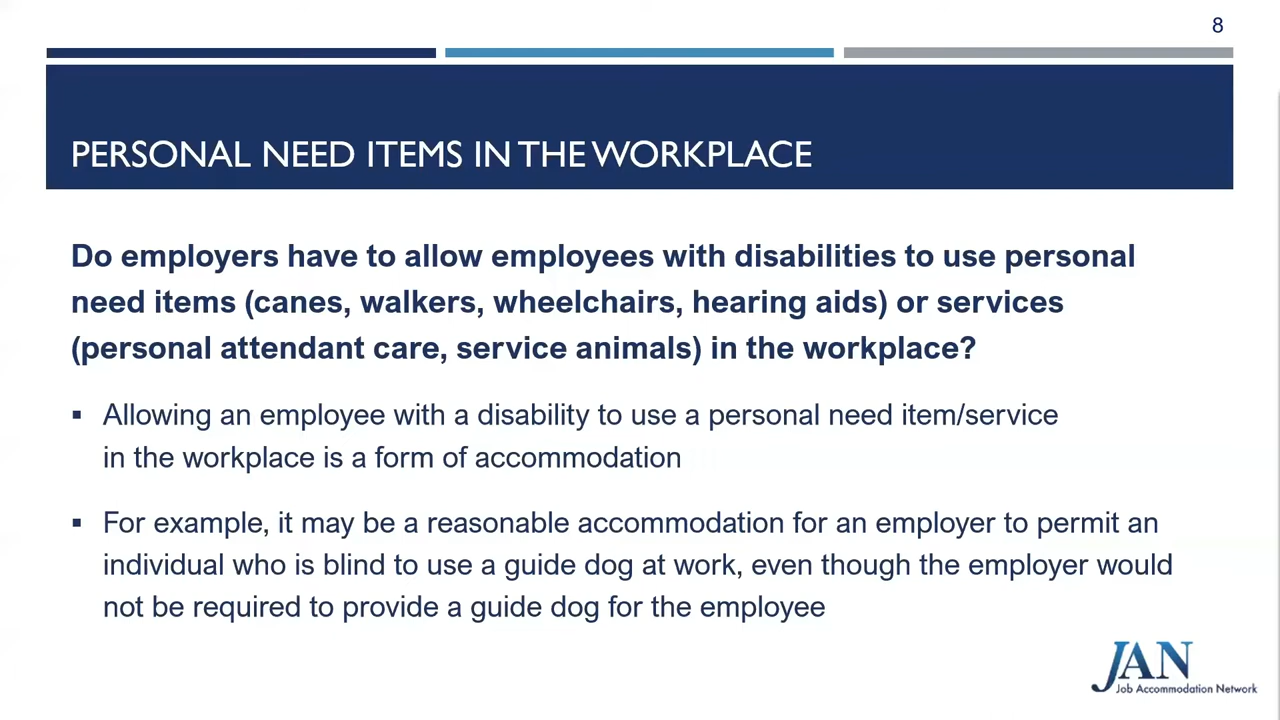 8
PERSONAL NEED ITEMS IN THE WORKPLACE
Do employers have to allow employees with disabilities to use personal
need items (canes, walkers, wheelchairs, hearing aids) or services
(personal attendant care, service animals) in the workplace?
▪ Allowing an employee with a disability to use a personal need item/service
in the workplace is a form of accommodation
▪ For example, it may be a reasonable accommodation for an employer to permit an
individual who is blind to use a guide dog at work, even though the employer would
not be required to provide a guide dog for the employee
JAN
Job Accommodation Network